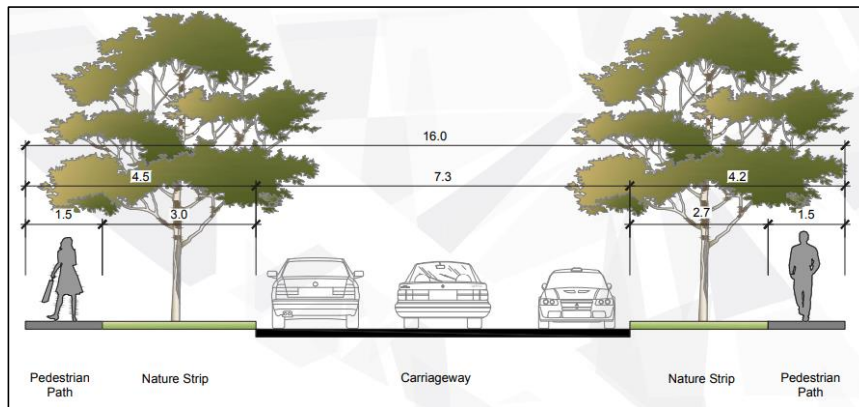 16.0
4.5
7.3
4.2
1.5
3.0
2.7
1.5
Pedestrian
Path
Nature Strip
Carriageway
Nature Strip
Pedestrian
Path